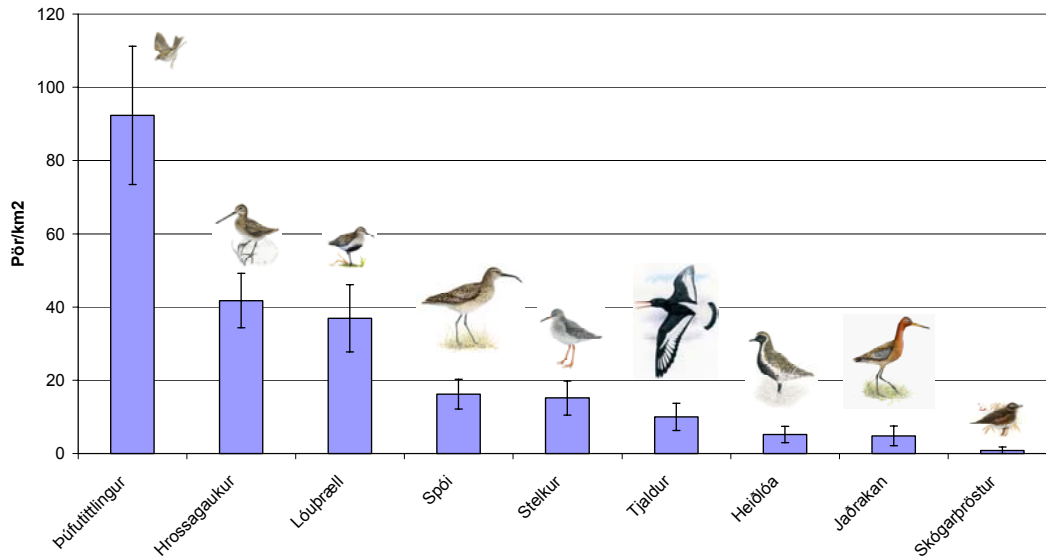 120
100
80
60
40
20
0
Pör/km2
Þúfutittlingur
Hrossagaukur
Lóuþræll
Spói
Stelkur
Tjaldur
Heiðlóa
Jaðrakan
Skógarþröstur